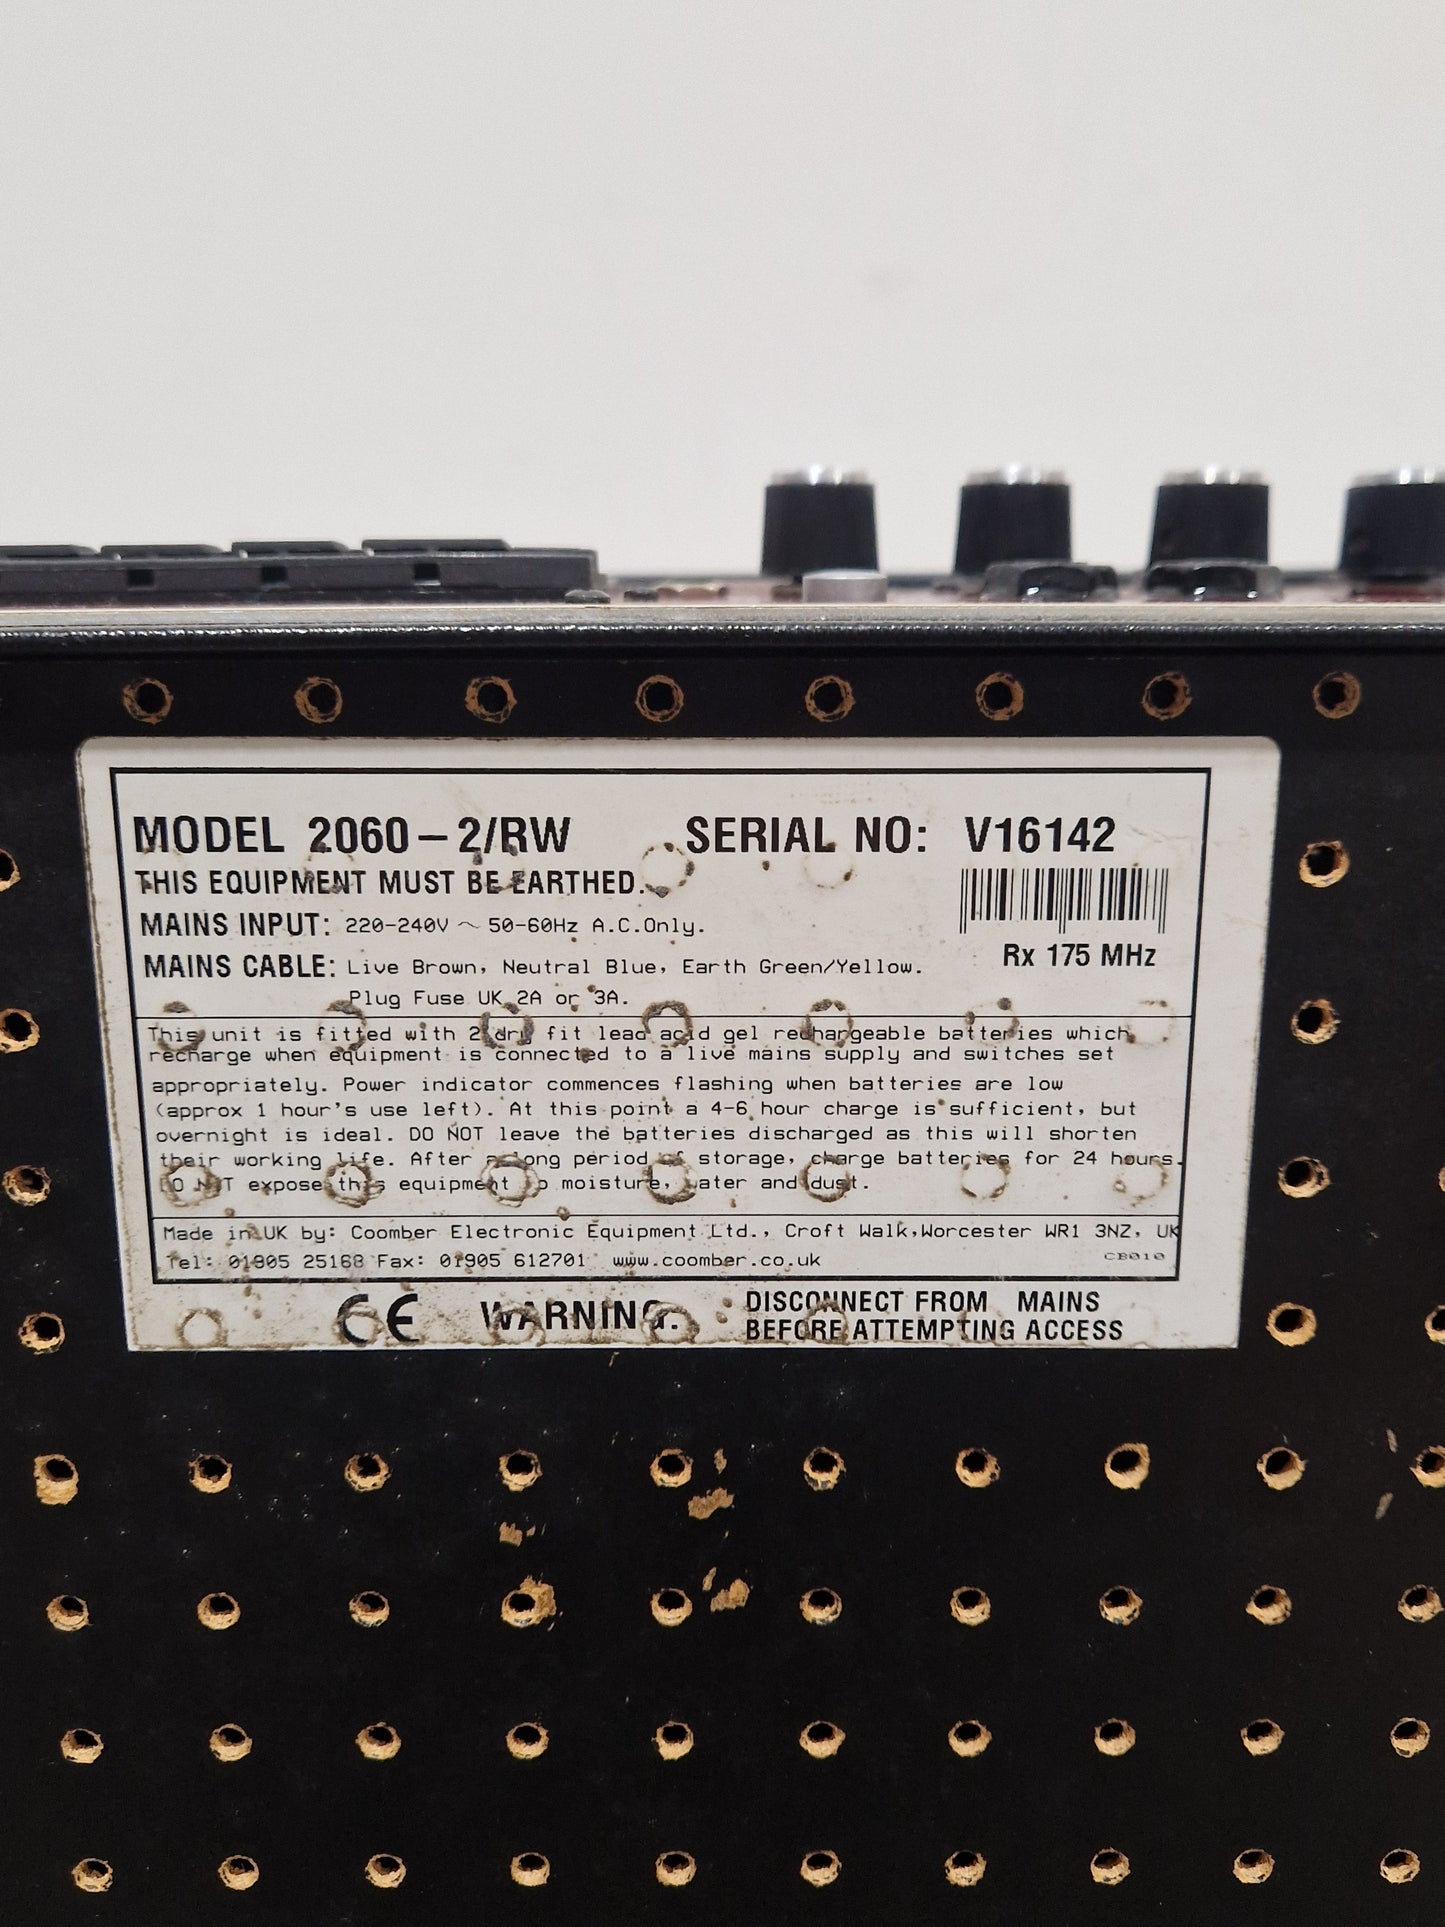 MODEL 2060-2/RW SERIAL NO: V16142
THIS EQUIPMENT MUST BE EARTHED.
MAINS INPUT: 220-240V ~ 50-60Hz A.C.Only.
Rx 175 MHz
MAINS CABLE: Live Brown, Neutral Blue, Earth Green/Yellow.
Plug Fuse UK 2A or 3A.
This unit is fitted with 2 dry fit lead acid gel rechargeable batteries which
recharge when equipment is connected to a live mains supply and switches set
appropriately. Power indicator commences flashing when batteries are low
(approx 1 hour's use left). At this point a 4-6 hour charge is sufficient, but
overnight is ideal. DO NOT leave the batteries discharged as this will shorten
their working life. After a long period of storage, charge batteries for 24 hours.
DO NOT expose this equipment to moisture, water and dust.
Made in UK by: Coomber Electronic Equipment Ltd., Croft Walk,Worcester WR1 3NZ, UK
Tel: 01905 25168 Fax: 01905 612701 www.coomber.co.uk CB010
CE WARNING: DISCONNECT FROM MAINS
BEFORE ATTEMPTING ACCESS